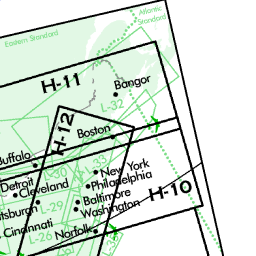 Atlantic
Standard
Eastern Standard
H-11
Bangor
L-32
H-12
Boston
Buffalo
L-30
L-33
New York
Detroit
Cleveland
Philadelphia
H-10
Baltimore
Pittsburgh
L-29
Washington
Cincinnati
L-26
Norfolk